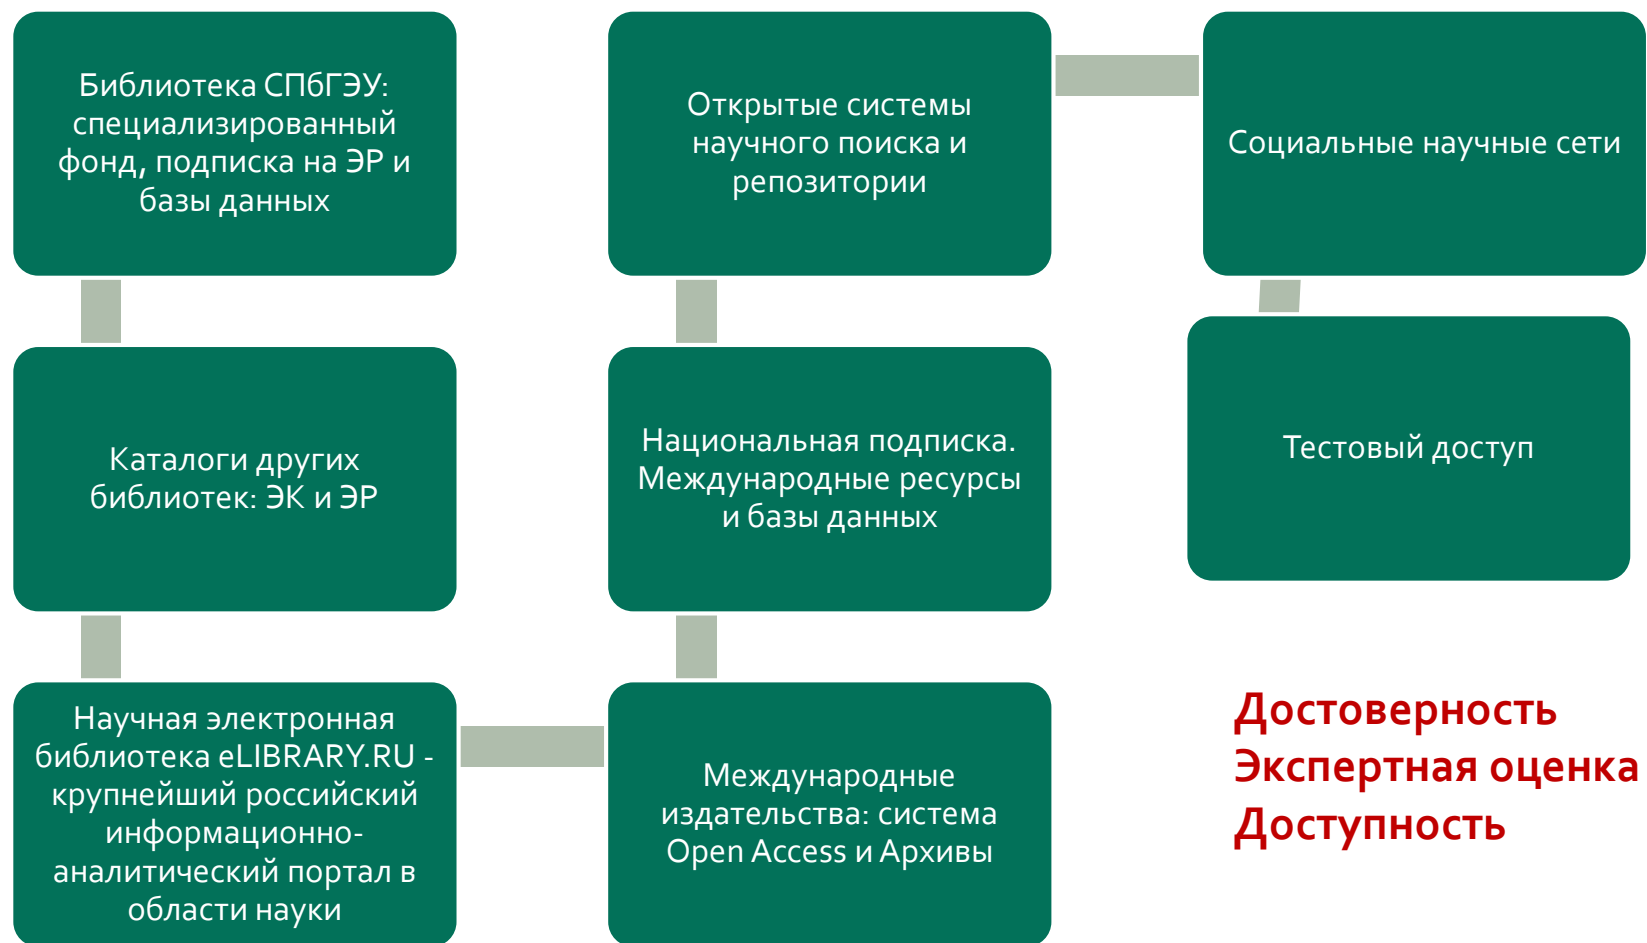 Библиотека СПбГЭУ:
специализированный
фонд, подписка на ЭР и
базы данных
Каталоги других
библиотек: ЭК и ЭР
Научная электронная
библиотека eLIBRARY.RU -
крупнейший российский
информационно-
аналитический портал в
области науки
Международные
издательства: система
Open Access и Архивы
Национальная подписка.
Международные ресурсы
и базы данных
Открытые системы
научного поиска и
репозитории
Социальные научные сети
Тестовый доступ
Достоверность
Экспертная оценка
Доступность